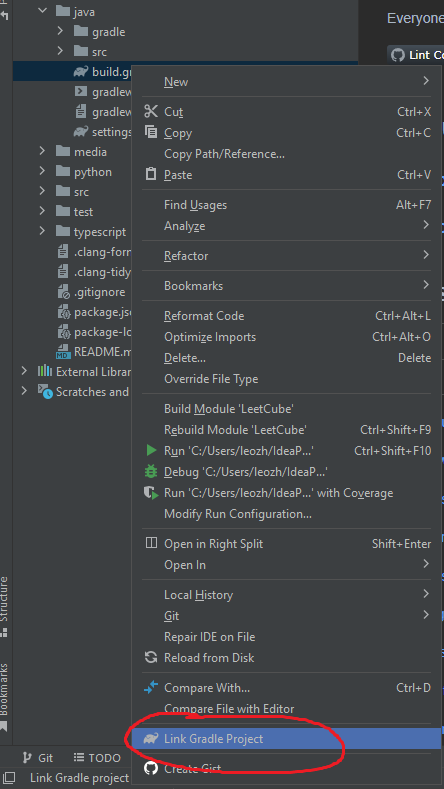 java
gradle
src
build.gr
gradlew
gradlew
settings
media
python
src
test
typescript
.clang-form
.clang-tidy
.gitignore
package.jso
package-lo
README.m
External Librar
Scratches and
Structure
Bookmarks
Git
TODO
Link Gradle project
Everyone
Lint Co
New
Cut Ctrl+X
Copy Ctrl+C
Copy Path/Reference...
Paste Ctrl+V
Find Usages Alt+F7
Analyze
Refactor
Bookmarks
Reformat Code Ctrl+Alt+L
Optimize Imports Ctrl+Alt+O
Delete... Delete
Override File Type
Build Module 'LeetCube'
Rebuild Module 'LeetCube' Ctrl+Shift+F9
Run 'C:/Users/leozh/IdeaP...' Ctrl+Shift+F10
Debug 'C:/Users/leozh/IdeaP...'
Run 'C:/Users/leozh/IdeaP...' with Coverage
Modify Run Configuration...
Open in Right Split Shift+Enter
Open In
Local History
Git
Repair IDE on File
Reload from Disk
Compare With... Ctrl+D
Compare File with Editor
Link Gradle Project
Create Gist...